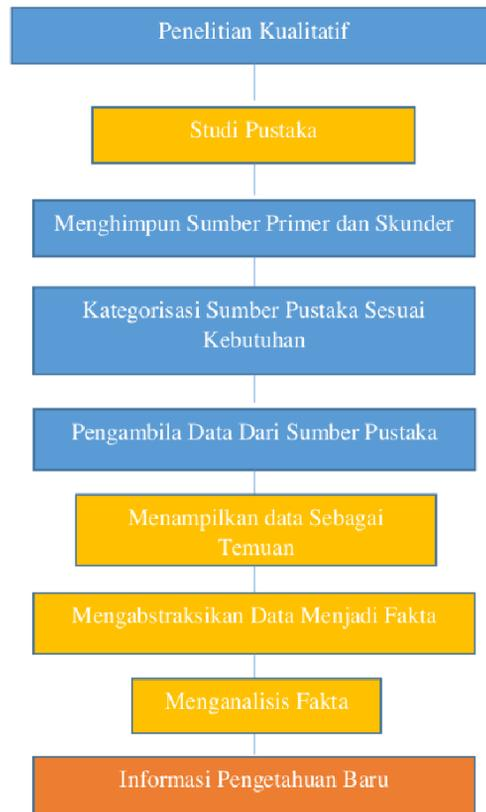 Penelitian Kualitatif
Studi Pustaka
Menghimpun Sumber Primer dan Skunder
Kategorisasi Sumber Pustaka Sesuai
Kebutuhan
Pengambila Data Dari Sumber Pustaka
Menampilkan data Sebagai
Temuan
Mengabstraksikan Data Menjadi Fakta
Menganalisis Fakta
Informasi Pengetahuan Baru